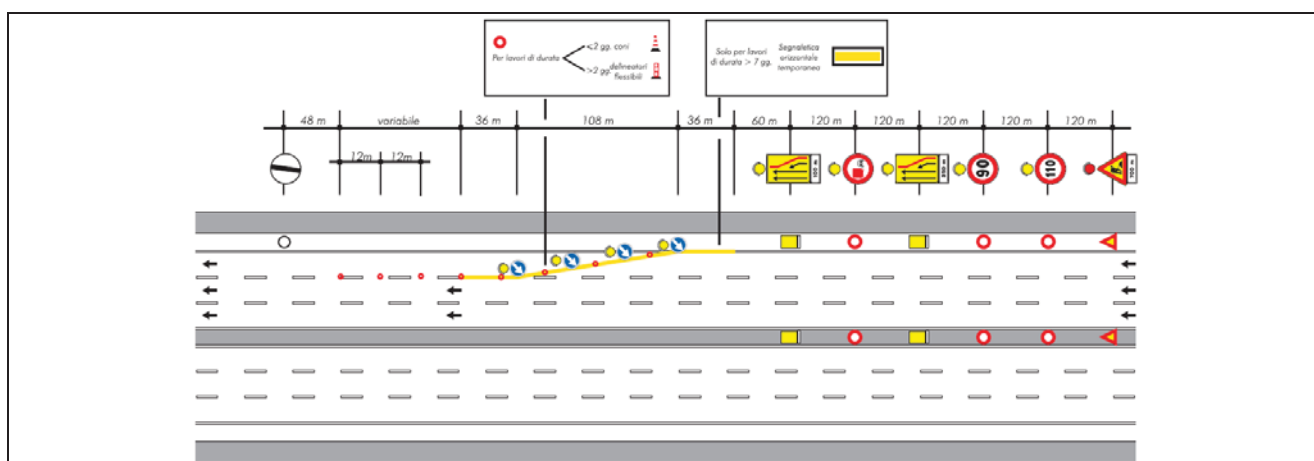 Per lavori di durata
<2 gg. coni
>2 gg. delineatori
flessibili
Solo per lavori
di durata > 7 gg.
Segnaletica
orizzontale
temporanea
48 m
variabile
36 m
108 m
36 m
60 m
120 m
120 m
120 m
120 m
120 m
12m
12m
90
110